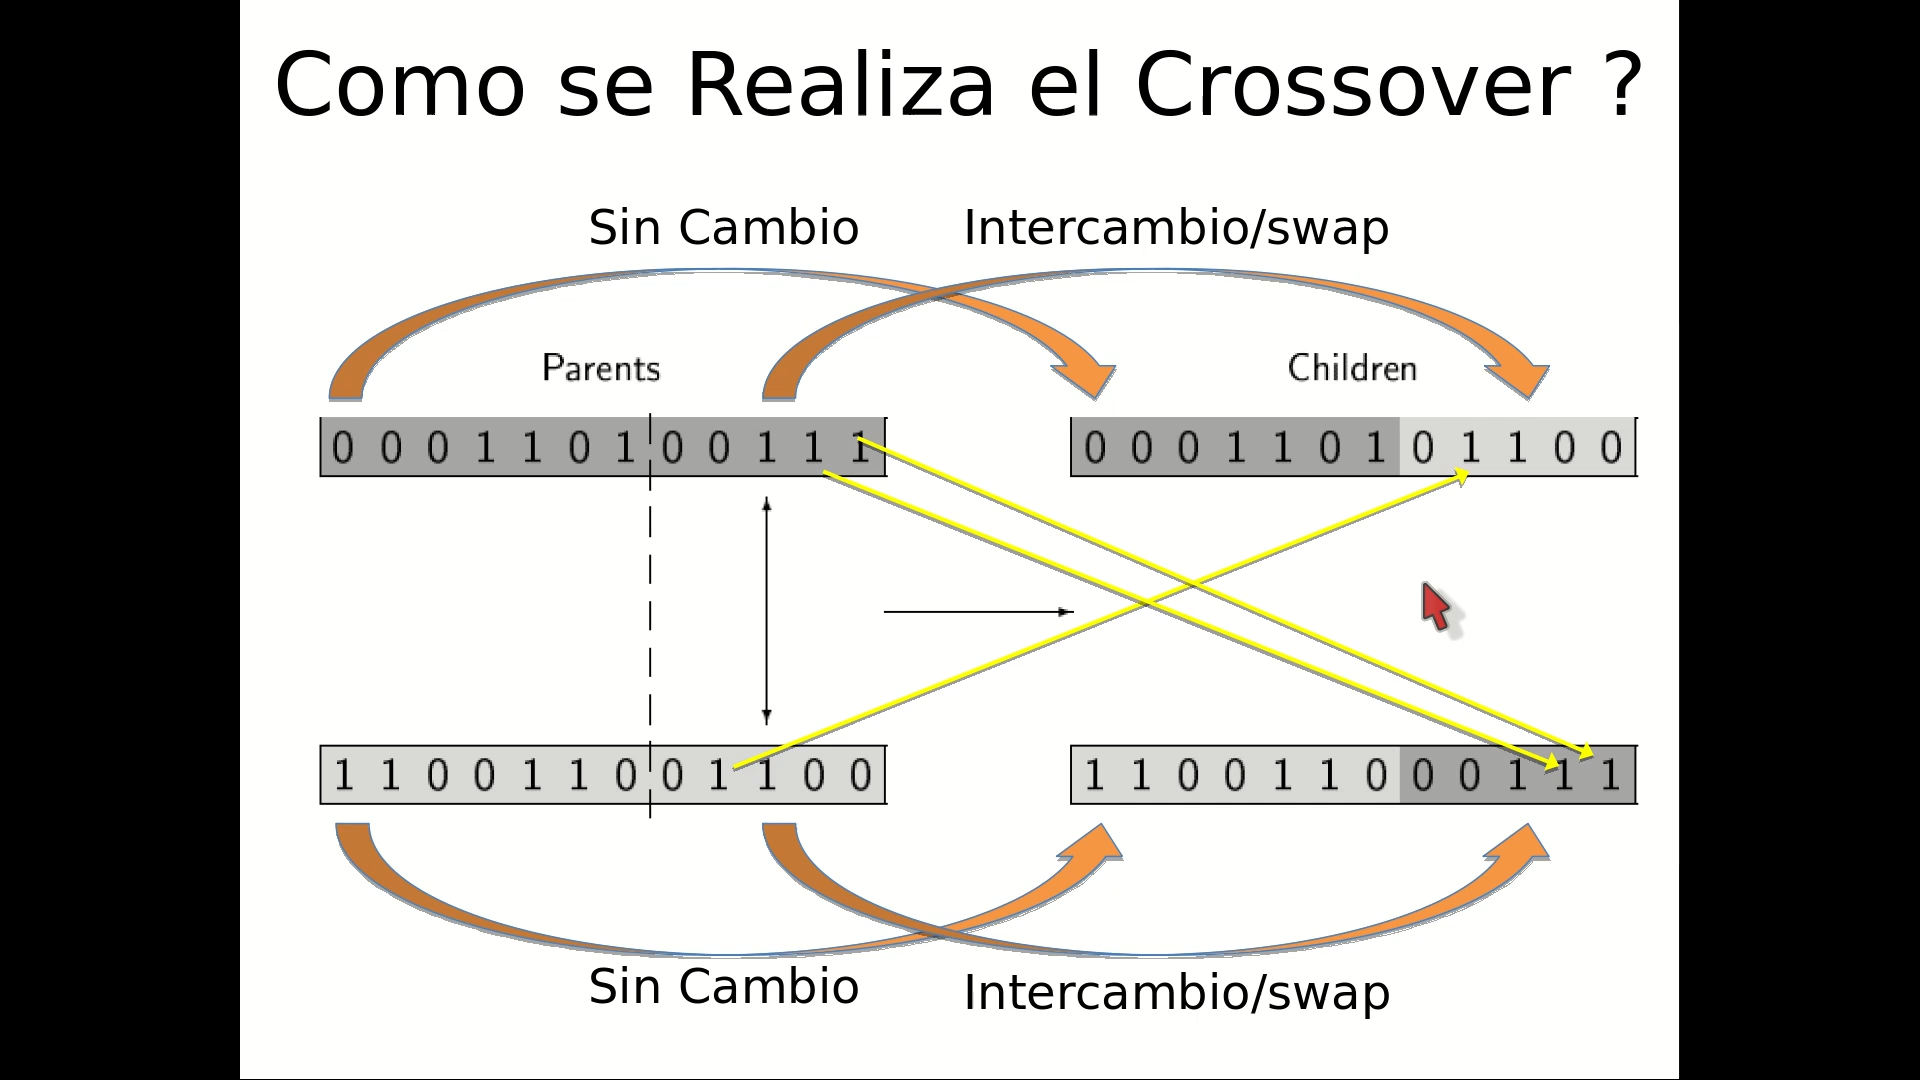 Como se Realiza el Crossover ?
Sin Cambio Intercambio/swap
Parents Children
0 0 0 1 1 0 1 0 0 1 1 1 0 0 0 1 1 0 1 0 1 1 0 0
1 1 0 0 1 1 0 0 1 1 0 0 1 1 0 0 1 1 0 0 0 1 1 1
Sin Cambio Intercambio/swap